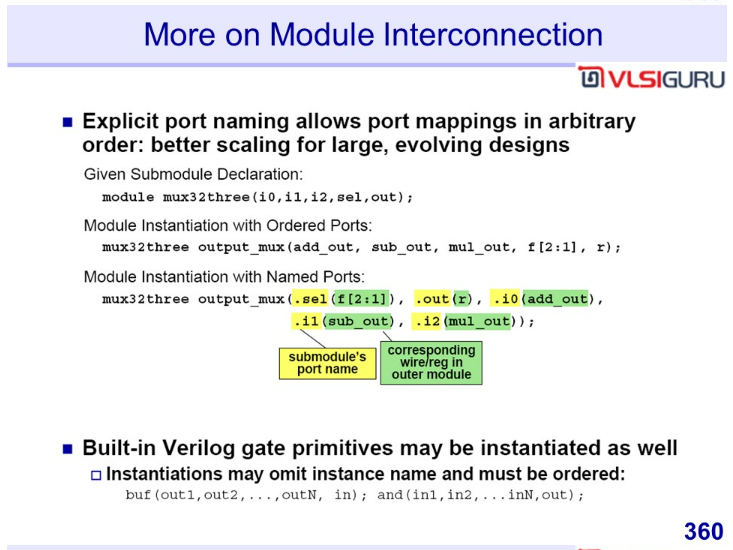 More on Module Interconnection
VLSIGURU
Explicit port naming allows port mappings in arbitrary
order: better scaling for large, evolving designs
Given Submodule Declaration:
module mux32three(i0,i1,i2,sel,out);
Module Instantiation with Ordered Ports:
mux32three output_mux(add_out, sub_out, mul_out, f[2:1], r);
Module Instantiation with Named Ports:
mux32three output_mux(.sel(f[2:1]), .out(r), .i0(add_out),
.i1(sub_out), .i2(mul_out));
submodule's
port name
corresponding
wire/reg in
outer module
Built-in Verilog gate primitives may be instantiated as well
Instantiations may omit instance name and must be ordered:
buf(out1,out2,...,outN, in); and(in1,in2,...inN,out);
360